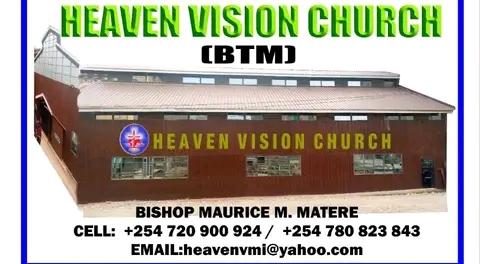 HEAVEN VISION CHURCH
(BTM)
HEAVEN VISION CHURCH
BISHOP MAURICE M. MATERE
CELL: +254 720 900 924 / +254 780 823 843
EMAIL:heavenvmi@yahoo.com